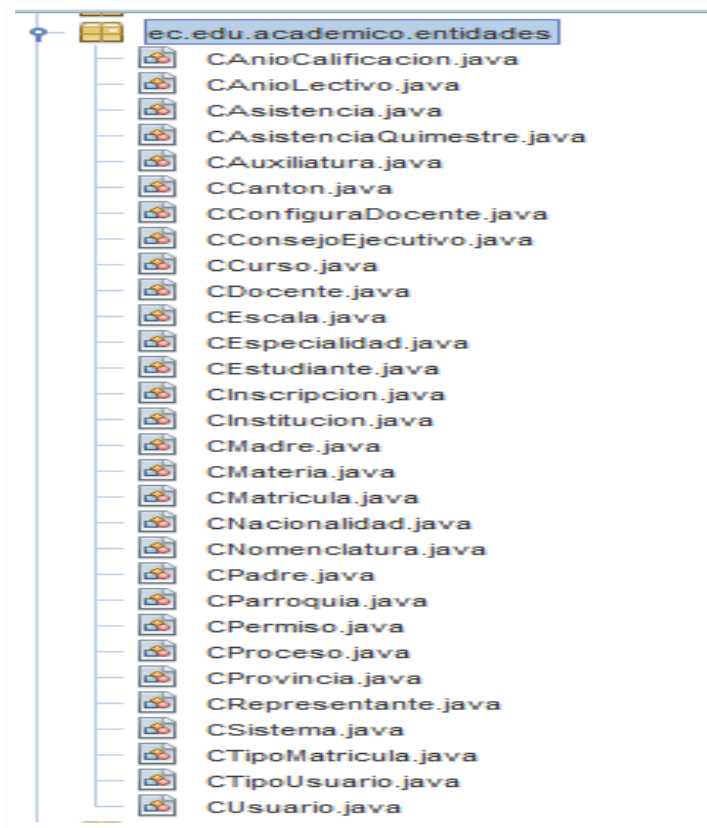 ec.edu.academico.entidades
CAnioCalificacion.java
CAnioLectivo.java
CAsistencia.java
CAsistenciaQuimestre.java
CAuxiliatura.java
CCanton.java
CConfiguraDocente.java
CConsejoEjecutivo.java
CCurso.java
CDocente.java
CEscala.java
CEspecialidad.java
CEstudiante.java
CInscripcion.java
CInstitucion.java
CMadre.java
CMateria.java
CMatricula.java
CNacionalidad.java
CNomenclatura.java
CPadre.java
CParroquia.java
CPermiso.java
CProceso.java
CProvincia.java
CRepresentante.java
CSistema.java
CTipoMatricula.java
CTipoUsuario.java
CUsuario.java